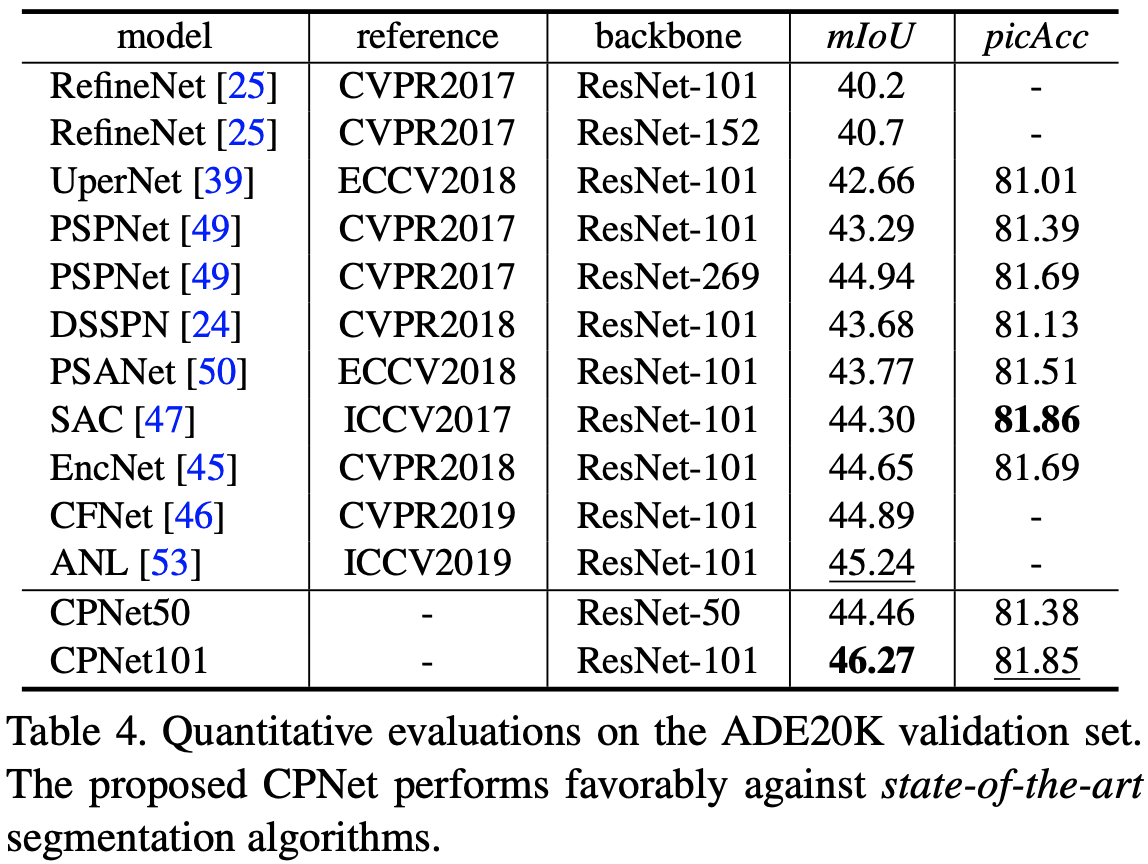 model reference backbone mIoU picAcc
RefineNet [25] CVPR2017 ResNet-101 40.2 -
RefineNet [25] CVPR2017 ResNet-152 40.7 -
UperNet [39] ECCV2018 ResNet-101 42.66 81.01
PSPNet [49] CVPR2017 ResNet-101 43.29 81.39
PSPNet [49] CVPR2017 ResNet-269 44.94 81.69
DSSPN [24] CVPR2018 ResNet-101 43.68 81.13
PSANet [50] ECCV2018 ResNet-101 43.77 81.51
SAC [47] ICCV2017 ResNet-101 44.30 81.86
EncNet [45] CVPR2018 ResNet-101 44.65 81.69
CFNet [46] CVPR2019 ResNet-101 44.89 -
ANL [53] ICCV2019 ResNet-101 45.24 -
CPNet50 - ResNet-50 44.46 81.38
CPNet101 - ResNet-101 46.27 81.85
Table 4. Quantitative evaluations on the ADE20K validation set.
The proposed CPNet performs favorably against state-of-the-art
segmentation algorithms.